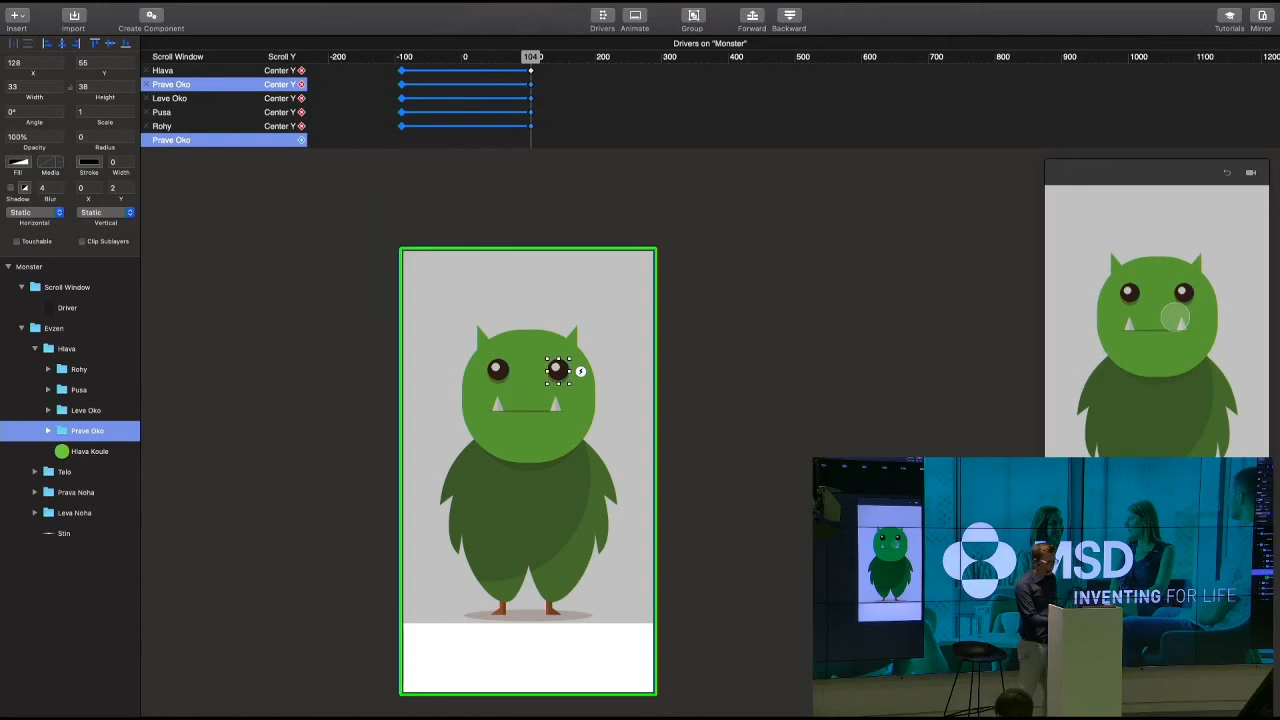 Insert
Import
Create Component
Drivers
Animate
Group
Forward
Backward
Tutorials
Mirror
Drivers on "Monster"
Scroll Window Scroll Y -200 -100 0 104 200 300 400 500 600 700 800 900 1000 1100 1200
128 55
X Y
33 38
Width Height
0° 1
Angle Scale
100% 0
Opacity Radius
0
Fill Media Stroke Width
4 0 2
Shadow Blur X Y
Static Static
Horizontal Vertical
Touchable Clip Sublayers
Hlava Center Y
Prave Oko Center Y
Leve Oko Center Y
Pusa Center Y
Rohy Center Y
Prave Oko
Monster
Scroll Window
Driver
Evzen
Hlava
Rohy
Pusa
Leve Oko
Prave Oko
Hlava Koule
Telo
Prava Noha
Leva Noha
Stin
MSD
INVENTING FOR LIFE